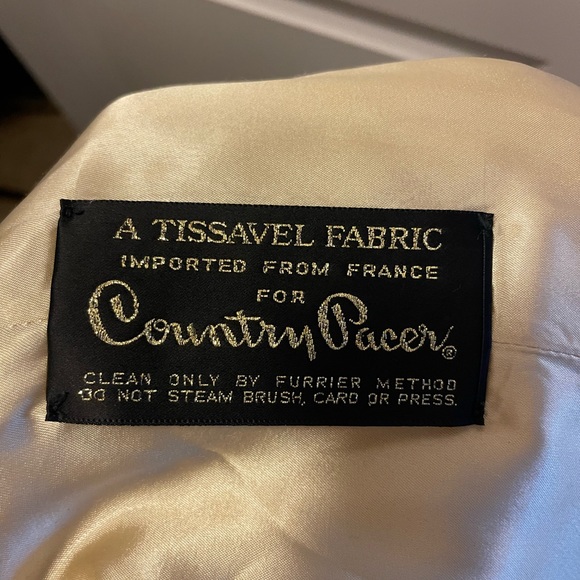 A TISSAVEL FABRIC
IMPORTED FROM FRANCE
FOR
Country Pacer®
CLEAN ONLY BY FURRIER METHOD
DO NOT STEAM BRUSH, CARD OR PRESS.